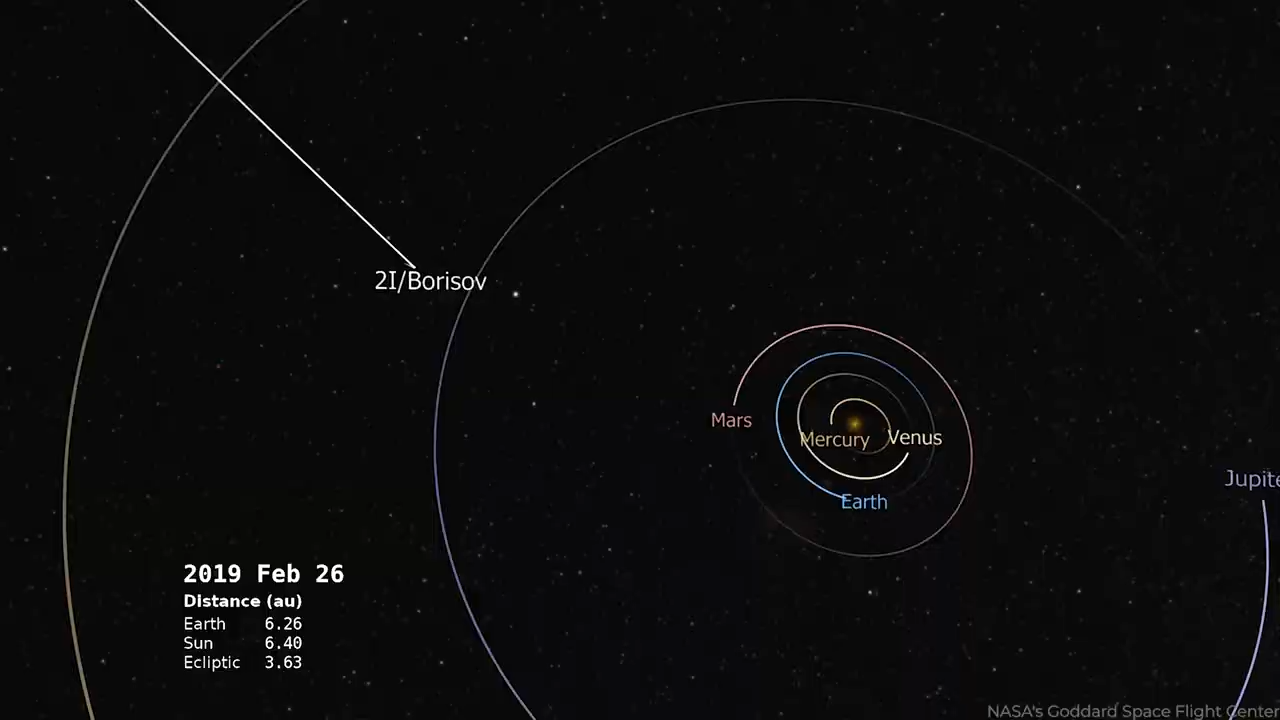 2I/Borisov
Mars
Mercury
Venus
Jupite
Earth
2019 Feb 26
Distance (au)
Earth 6.26
Sun 6.40
Ecliptic 3.63
NASA's Goddard Space Flight Center